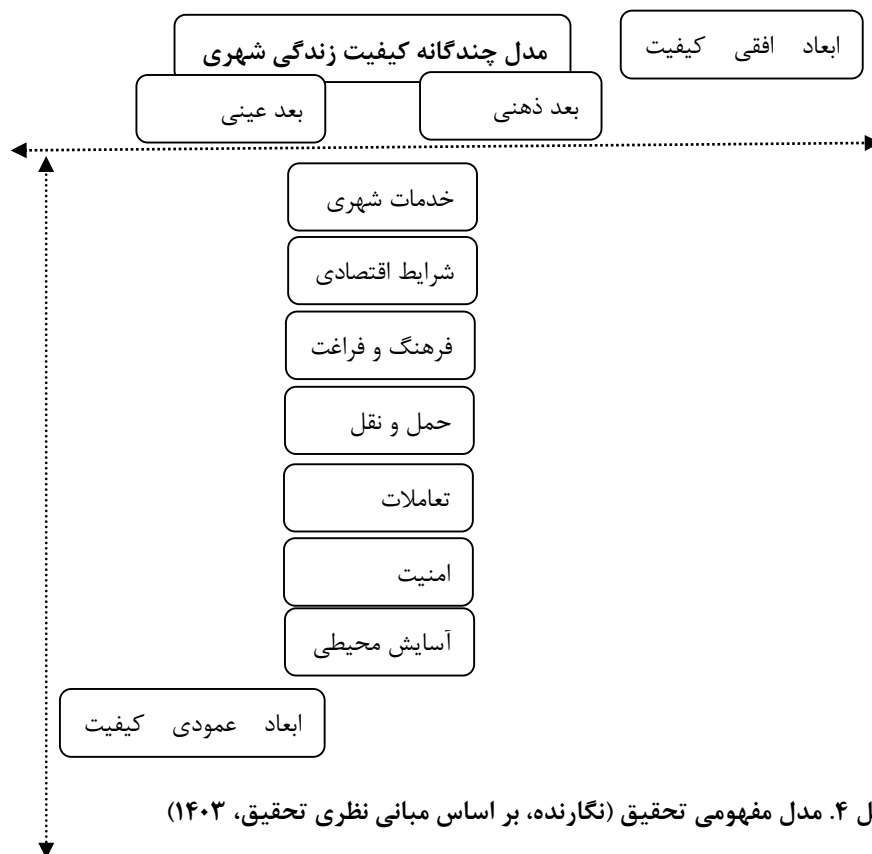 ابعاد افقی کیفیت
مدل چندگانه کیفیت زندگی شهری
بعد ذهنی
بعد عینی
خدمات شهری
شرایط اقتصادی
فرهنگ و فراغت
حمل و نقل
تعاملات
امنیت
آسایش محیطی
ابعاد عمودی کیفیت
ل ۴. مدل مفهومی تحقیق (نگارنده، بر اساس مبانی نظری تحقیق، ۱۴۰۳)